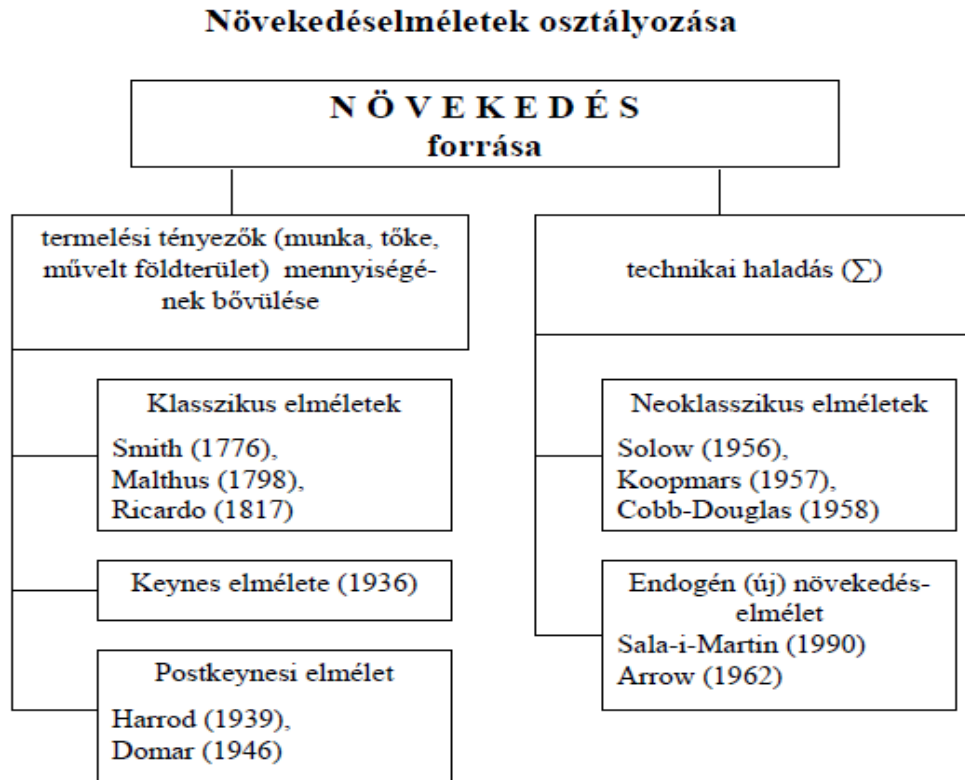 Növekedéselméletek osztályozása
N Ö V E K E D É S
forrása
termelési tényezők (munka, tőke,
művelt földterület) mennyiségé-
nek bővülése
Klasszikus elméletek
Smith (1776),
Malthus (1798),
Ricardo (1817)
Keynes elmélete (1936)
Postkeynesi elmélet
Harrod (1939),
Domar (1946)
technikai haladás (∑)
Neoklasszikus elméletek
Solow (1956),
Koopmars (1957),
Cobb-Douglas (1958)
Endogén (új) növekedés-
elmélet
Sala-i-Martin (1990)
Arrow (1962)